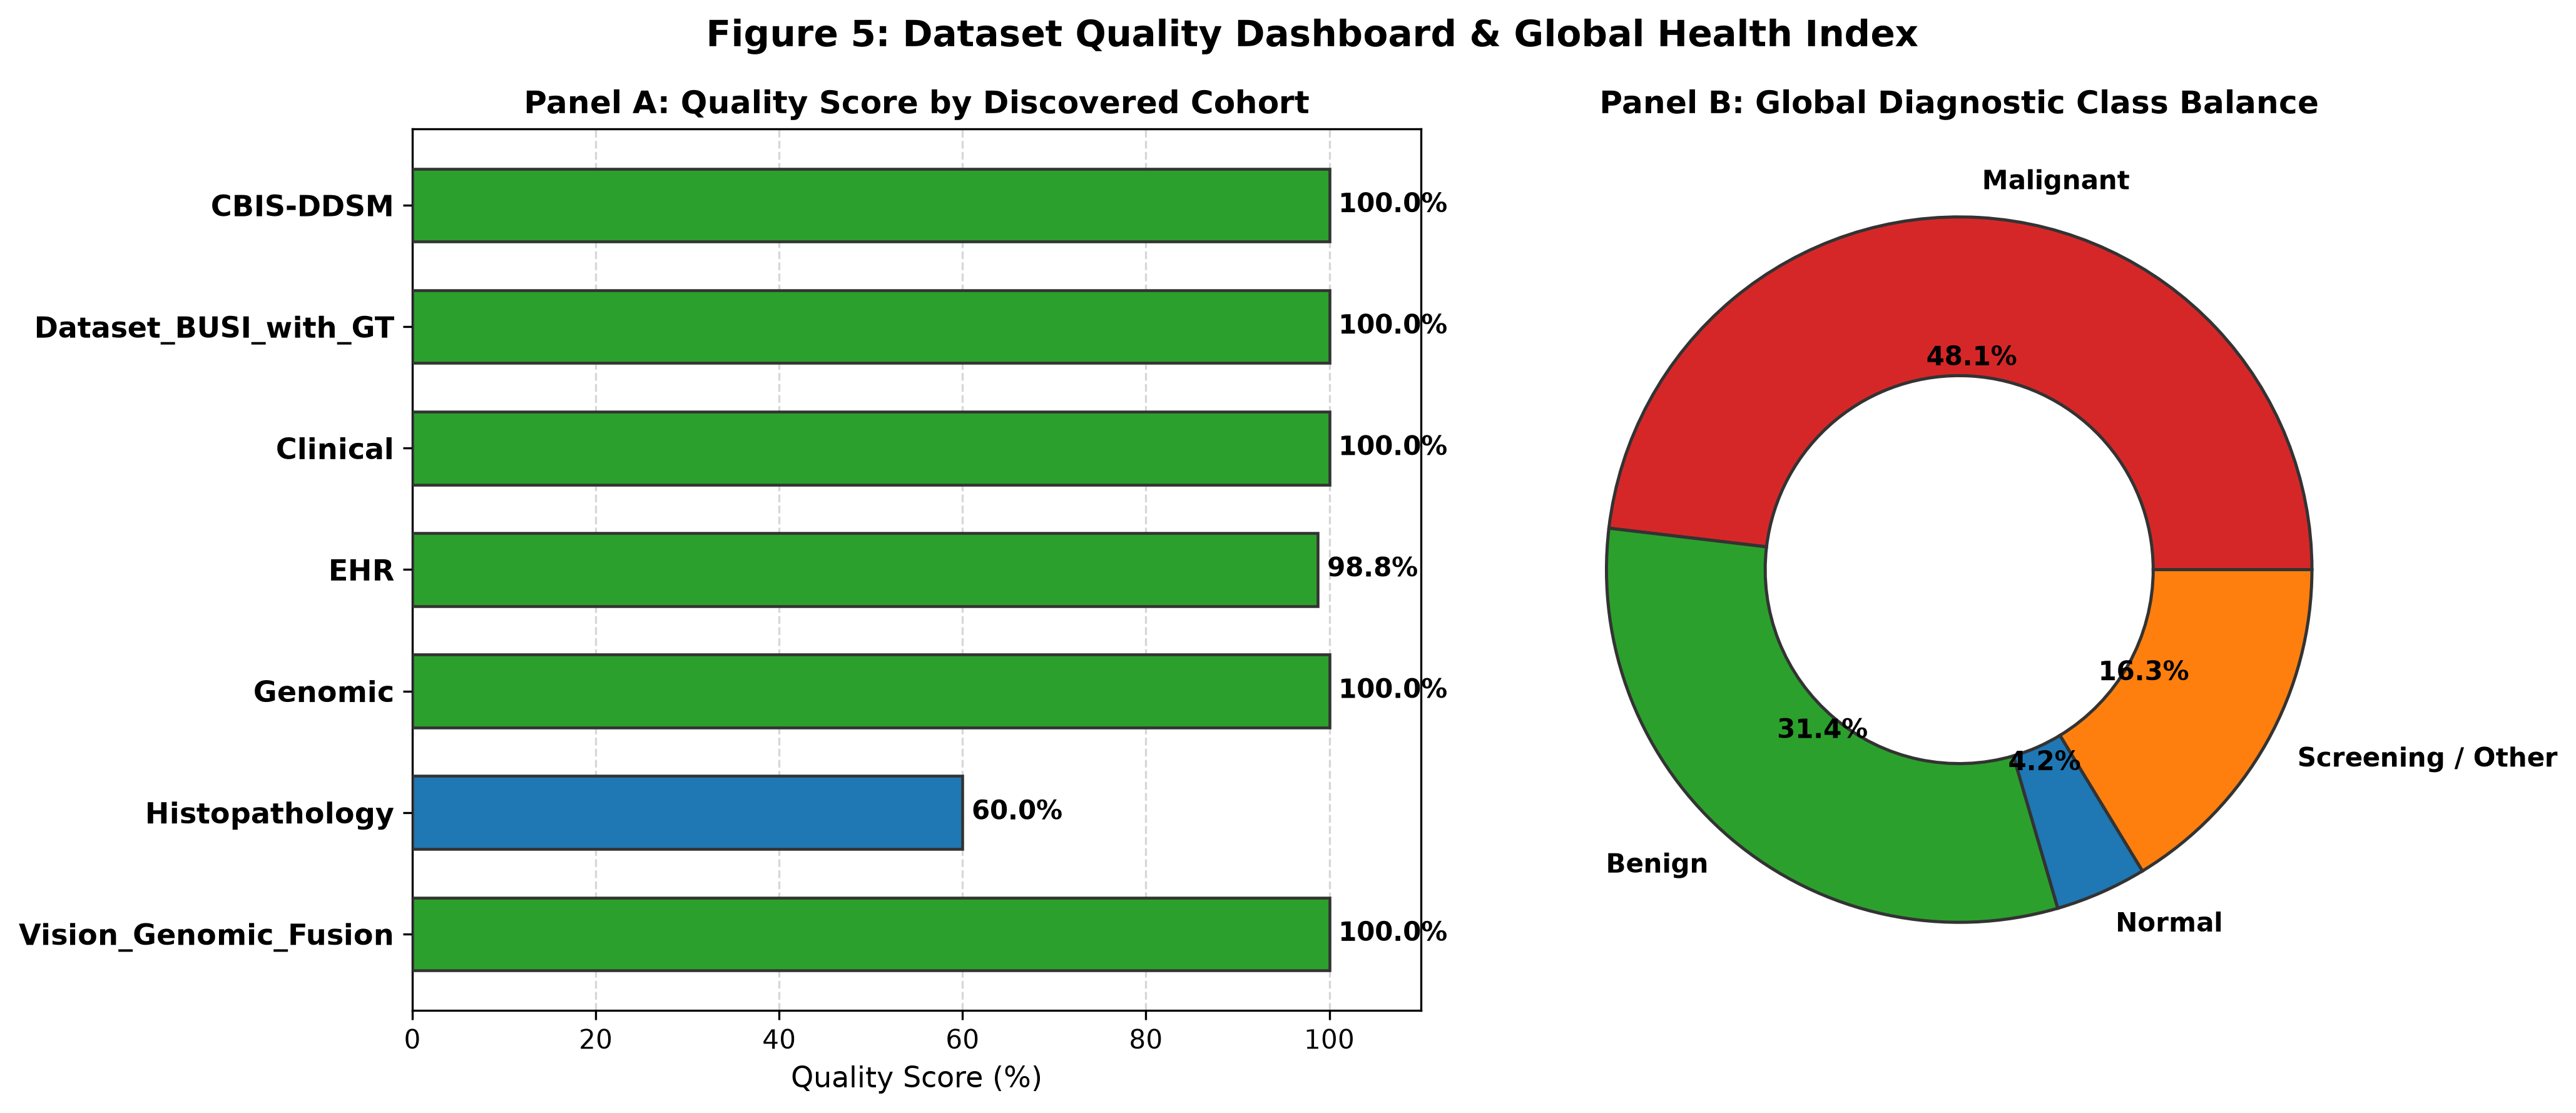 Figure 5: Dataset Quality Dashboard & Global Health Index
Panel A: Quality Score by Discovered Cohort
CBIS-DDSM
100.0%
Dataset_BUSI_with_GT
100.0%
Clinical
100.0%
EHR
98.8%
Genomic
100.0%
Histopathology
60.0%
Vision_Genomic_Fusion
100.0%
0 20 40 60 80 100
Quality Score (%)
Panel B: Global Diagnostic Class Balance
Malignant
48.1%
16.3%
31.4%
4.2%
Screening / Other
Benign
Normal